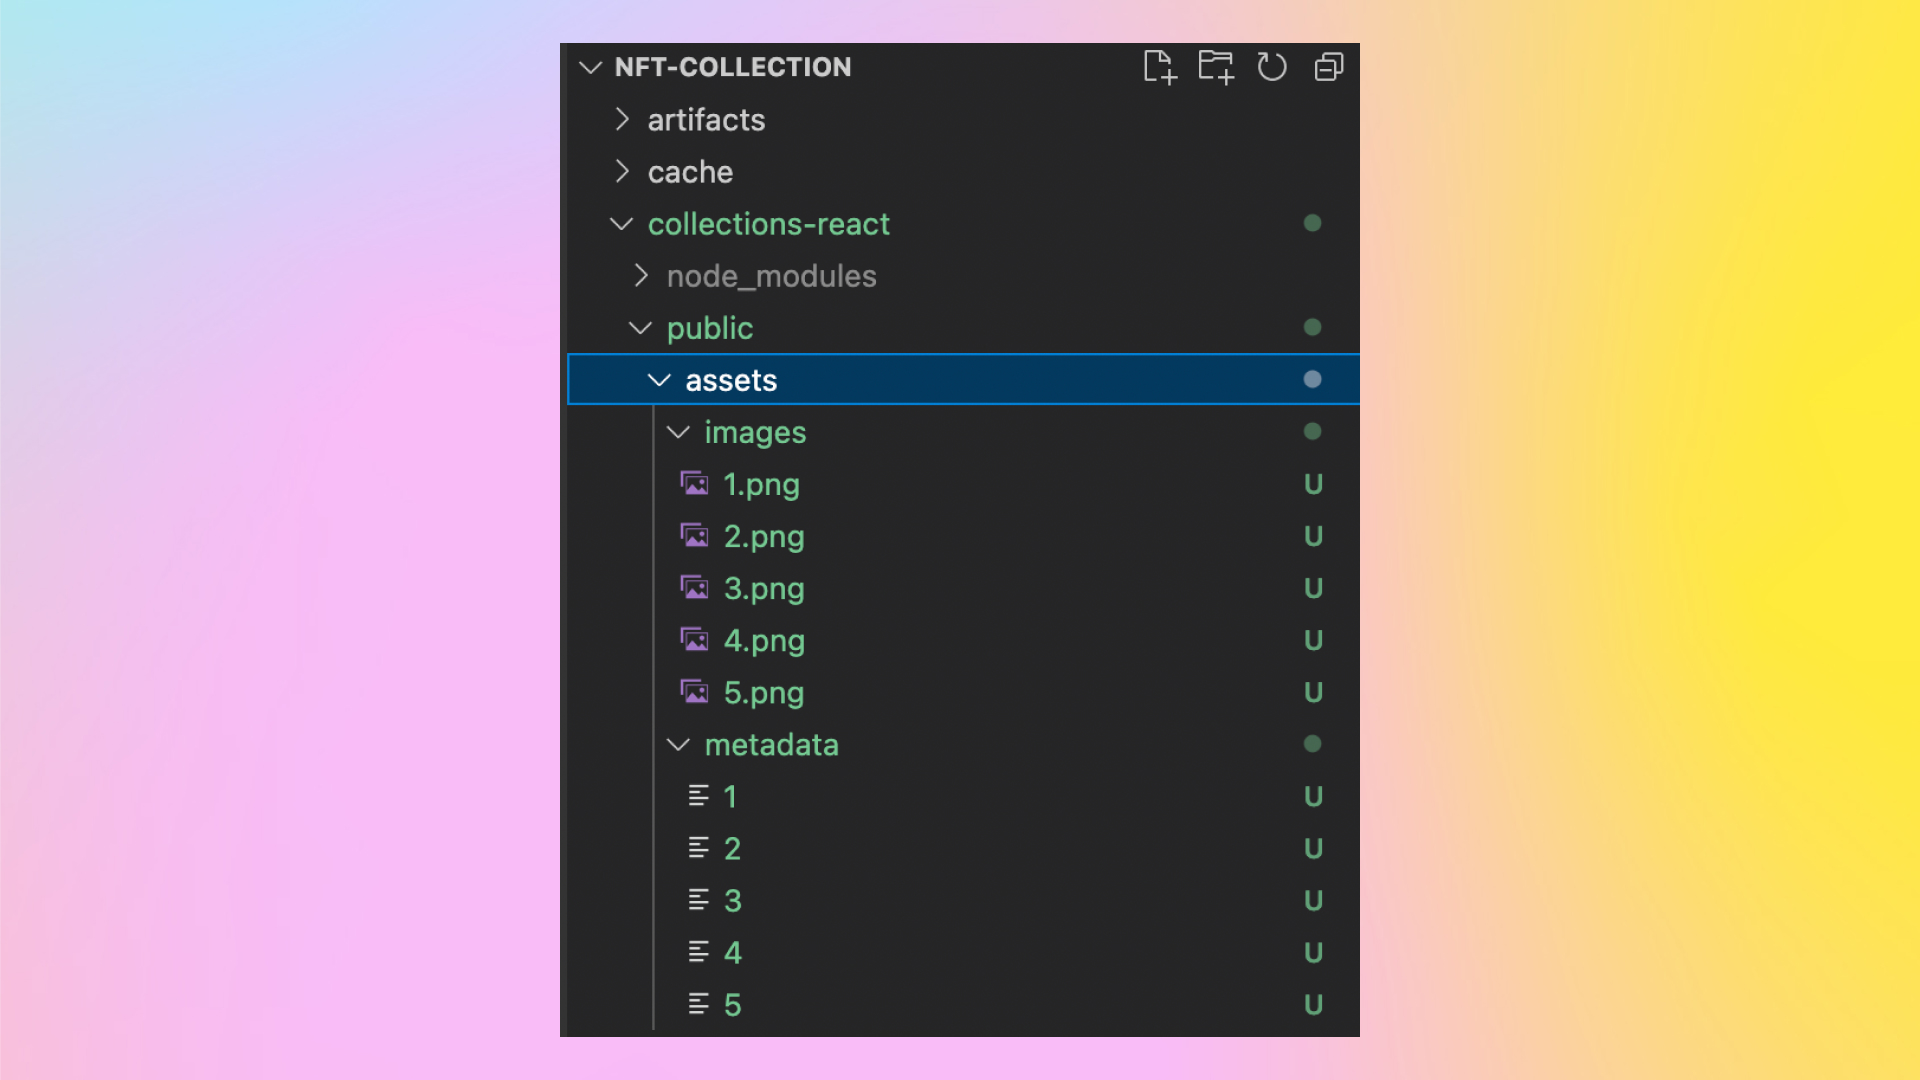 NFT-COLLECTION
artifacts
cache
collections-react
node_modules
public
assets
images
1.png U
2.png U
3.png U
4.png U
5.png U
metadata
1 U
2 U
3 U
4 U
5 U